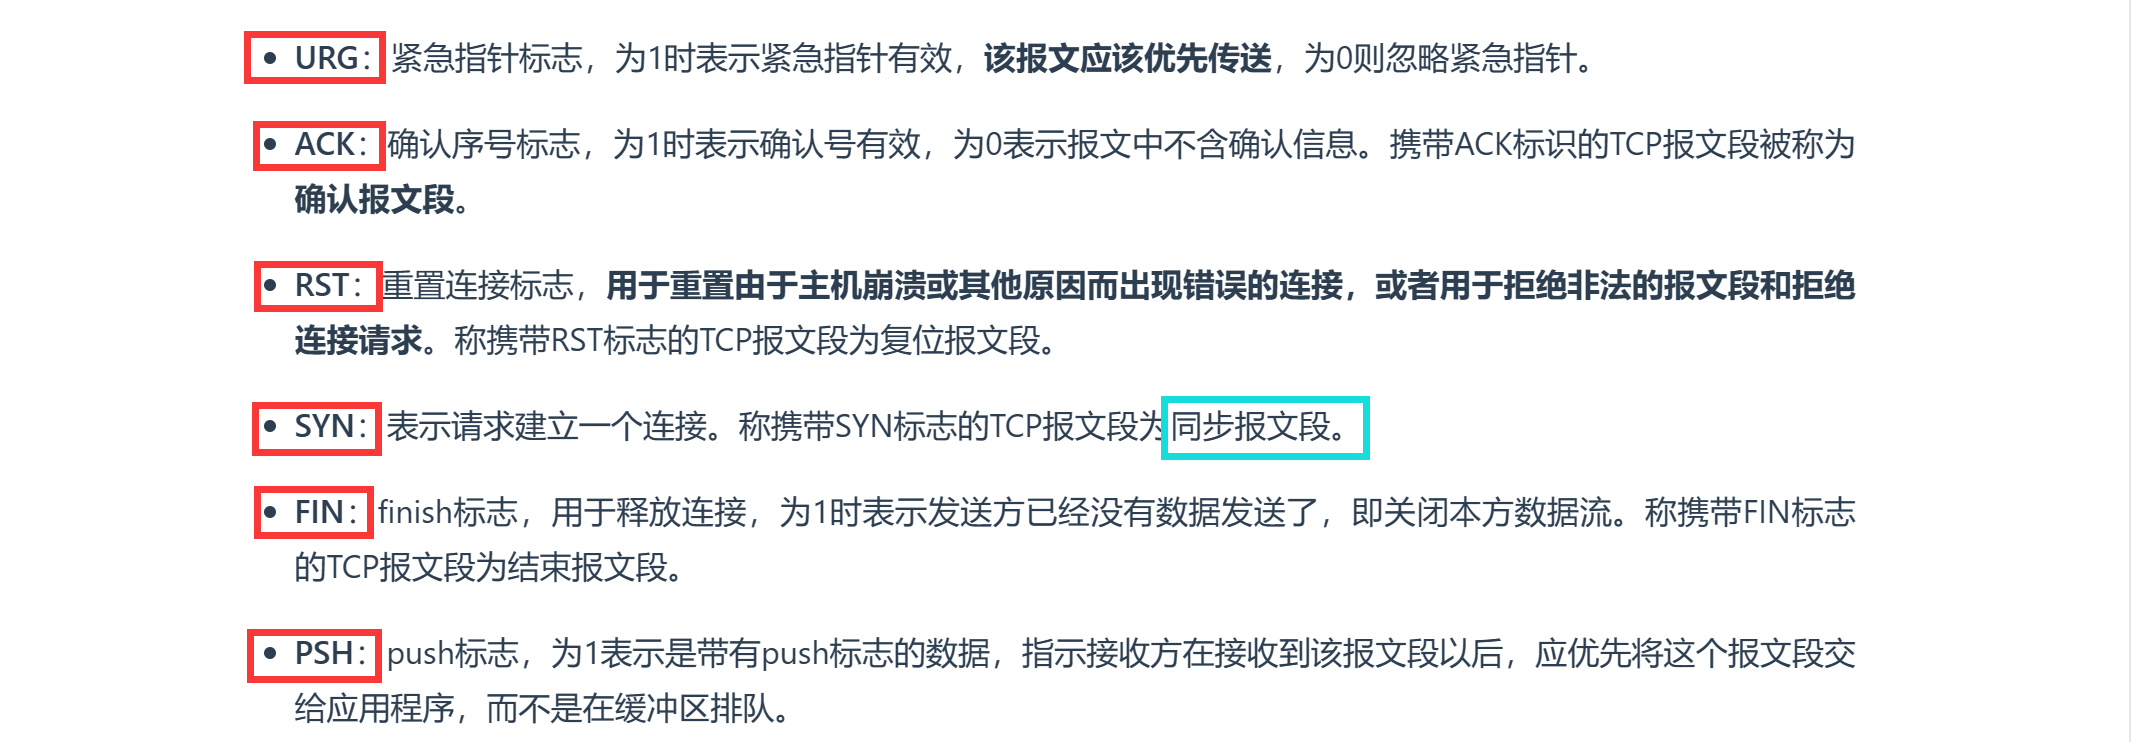 • URG：紧急指针标志，为1时表示紧急指针有效，该报文应该优先传送，为0则忽略紧急指针。
• ACK：确认序号标志，为1时表示确认号有效，为0表示报文中不含确认信息。携带ACK标识的TCP报文段被称为
确认报文段。
• RST：重置连接标志，用于重置由于主机崩溃或其他原因而出现错误的连接，或者用于拒绝非法的报文段和拒绝
连接请求。称携带RST标志的TCP报文段为复位报文段。
• SYN：表示请求建立一个连接。称携带SYN标志的TCP报文段为同步报文段。
• FIN：finish标志，用于释放连接，为1时表示发送方已经没有数据发送了，即关闭本方数据流。称携带FIN标志
的TCP报文段为结束报文段。
• PSH：push标志，为1表示是带有push标志的数据，指示接收方在接收到该报文段以后，应优先将这个报文段交
给应用程序，而不是在缓冲区排队。